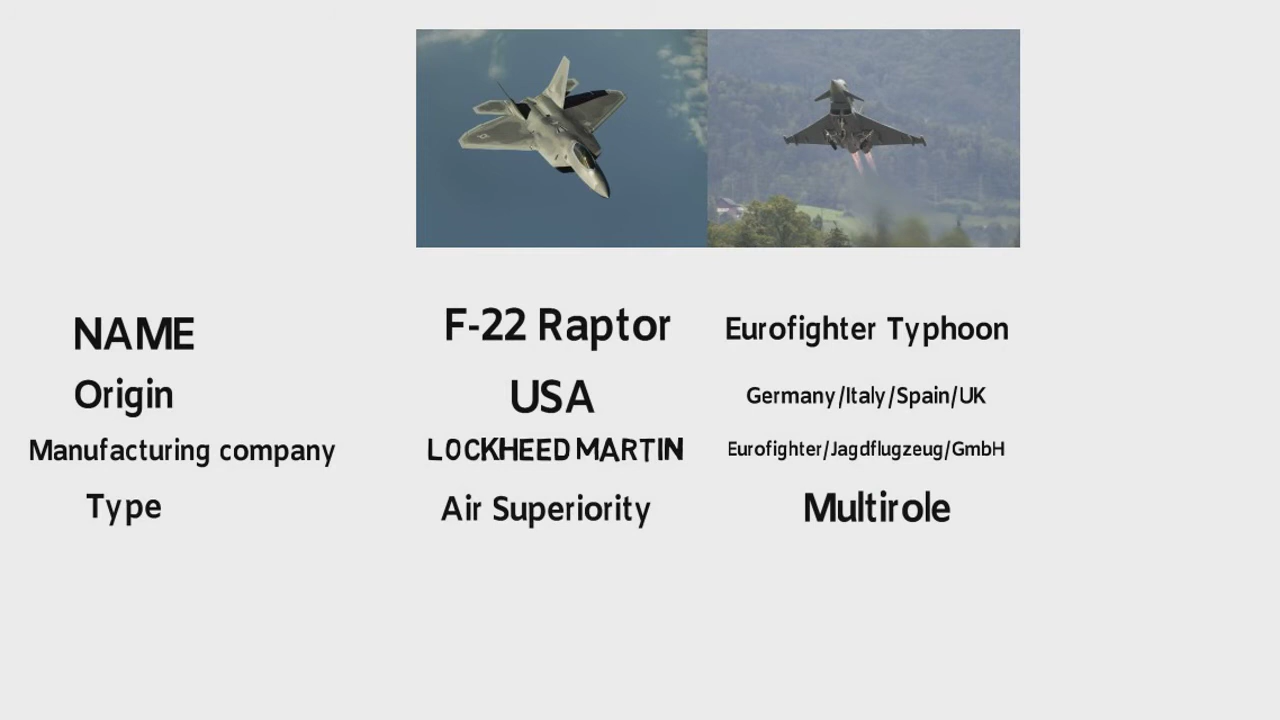 NAME F-22 Raptor Eurofighter Typhoon
Origin USA Germany/Italy/Spain/UK
Manufacturing company LOCKHEED MARTIN Eurofighter/Jagdflugzeug/GmbH
Type Air Superiority Multirole